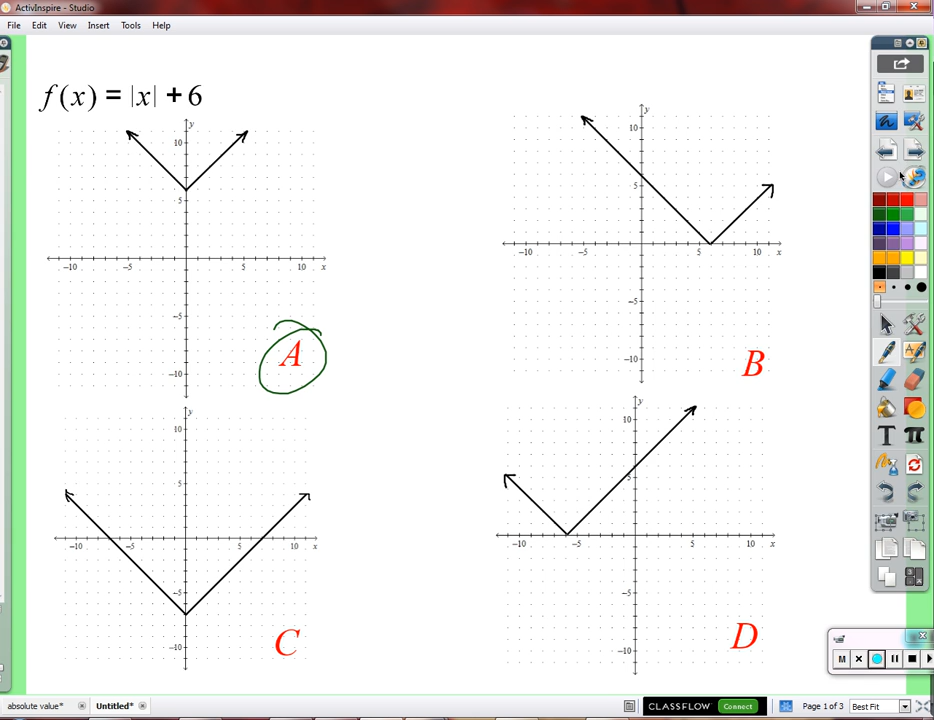 ActivInspire - Studio
File Edit View Insert Tools Help
f(x) = |x| + 6
y
10
5
-10 -5 5 10 x
-5
-10
A
y
10
5
-10 -5 5 10 x
-5
-10
B
y
10
5
-10 -5 5 10 x
-5
-10
C
y
10
5
-10 -5 5 10 x
-5
-10
D
T π
M
absolute value* Untitled* CLASSFLOW Connect Page 1 of 3 Best Fit